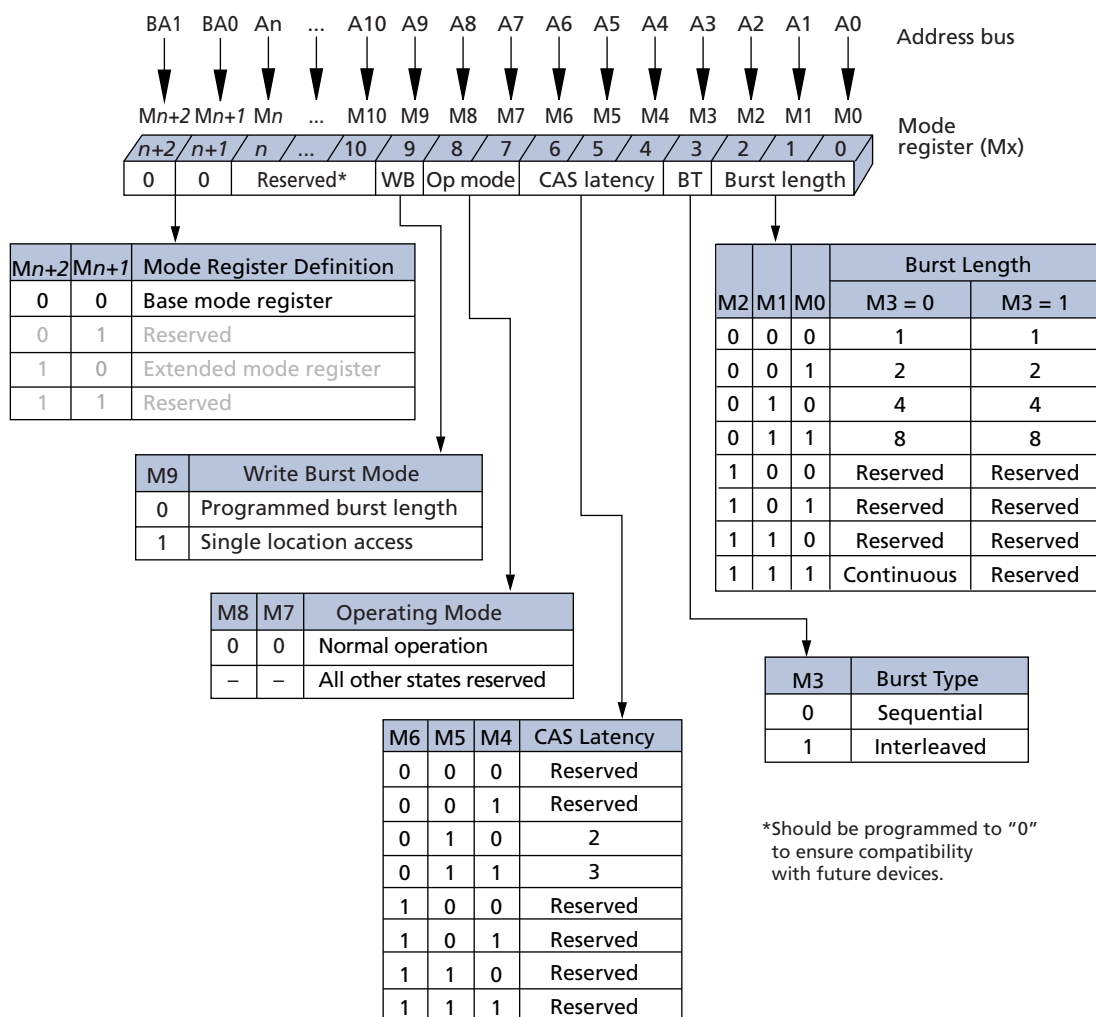 BA1 BA0 An ... A10 A9 A8 A7 A6 A5 A4 A3 A2 A1 A0 Address bus
Mn+2 Mn+1 Mn ... M10 M9 M8 M7 M6 M5 M4 M3 M2 M1 M0 Mode
register (Mx)
n+2 n+1 n ... 10 9 8 7 6 5 4 3 2 1 0
0 0 Reserved* WB Op mode CAS latency BT Burst length
Mn+2 Mn+1 Mode Register Definition
0 0 Base mode register
0 1 Reserved
1 0 Extended mode register
1 1 Reserved
Burst Length
M2 M1 M0 M3 = 0 M3 = 1
0 0 0 1 1
0 0 1 2 2
0 1 0 4 4
0 1 1 8 8
1 0 0 Reserved Reserved
1 0 1 Reserved Reserved
1 1 0 Reserved Reserved
1 1 1 Continuous Reserved
M9 Write Burst Mode
0 Programmed burst length
1 Single location access
M8 M7 Operating Mode
0 0 Normal operation
– – All other states reserved
M3 Burst Type
0 Sequential
1 Interleaved
M6 M5 M4 CAS Latency
0 0 0 Reserved
0 0 1 Reserved
0 1 0 2
0 1 1 3
1 0 0 Reserved
1 0 1 Reserved
1 1 0 Reserved
1 1 1 Reserved
*Should be programmed to “0”
to ensure compatibility
with future devices.